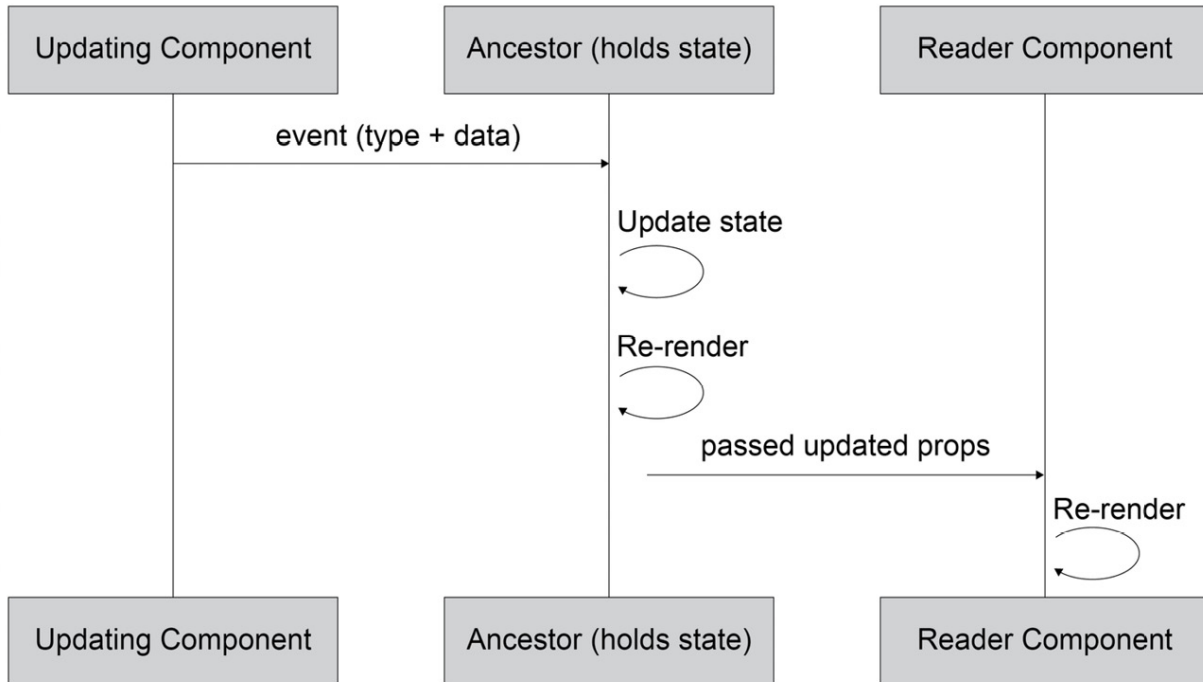 Updating Component
Ancestor (holds state)
Reader Component
event (type + data)
Update state
Re-render
passed updated props
Re-render
Updating Component
Ancestor (holds state)
Reader Component